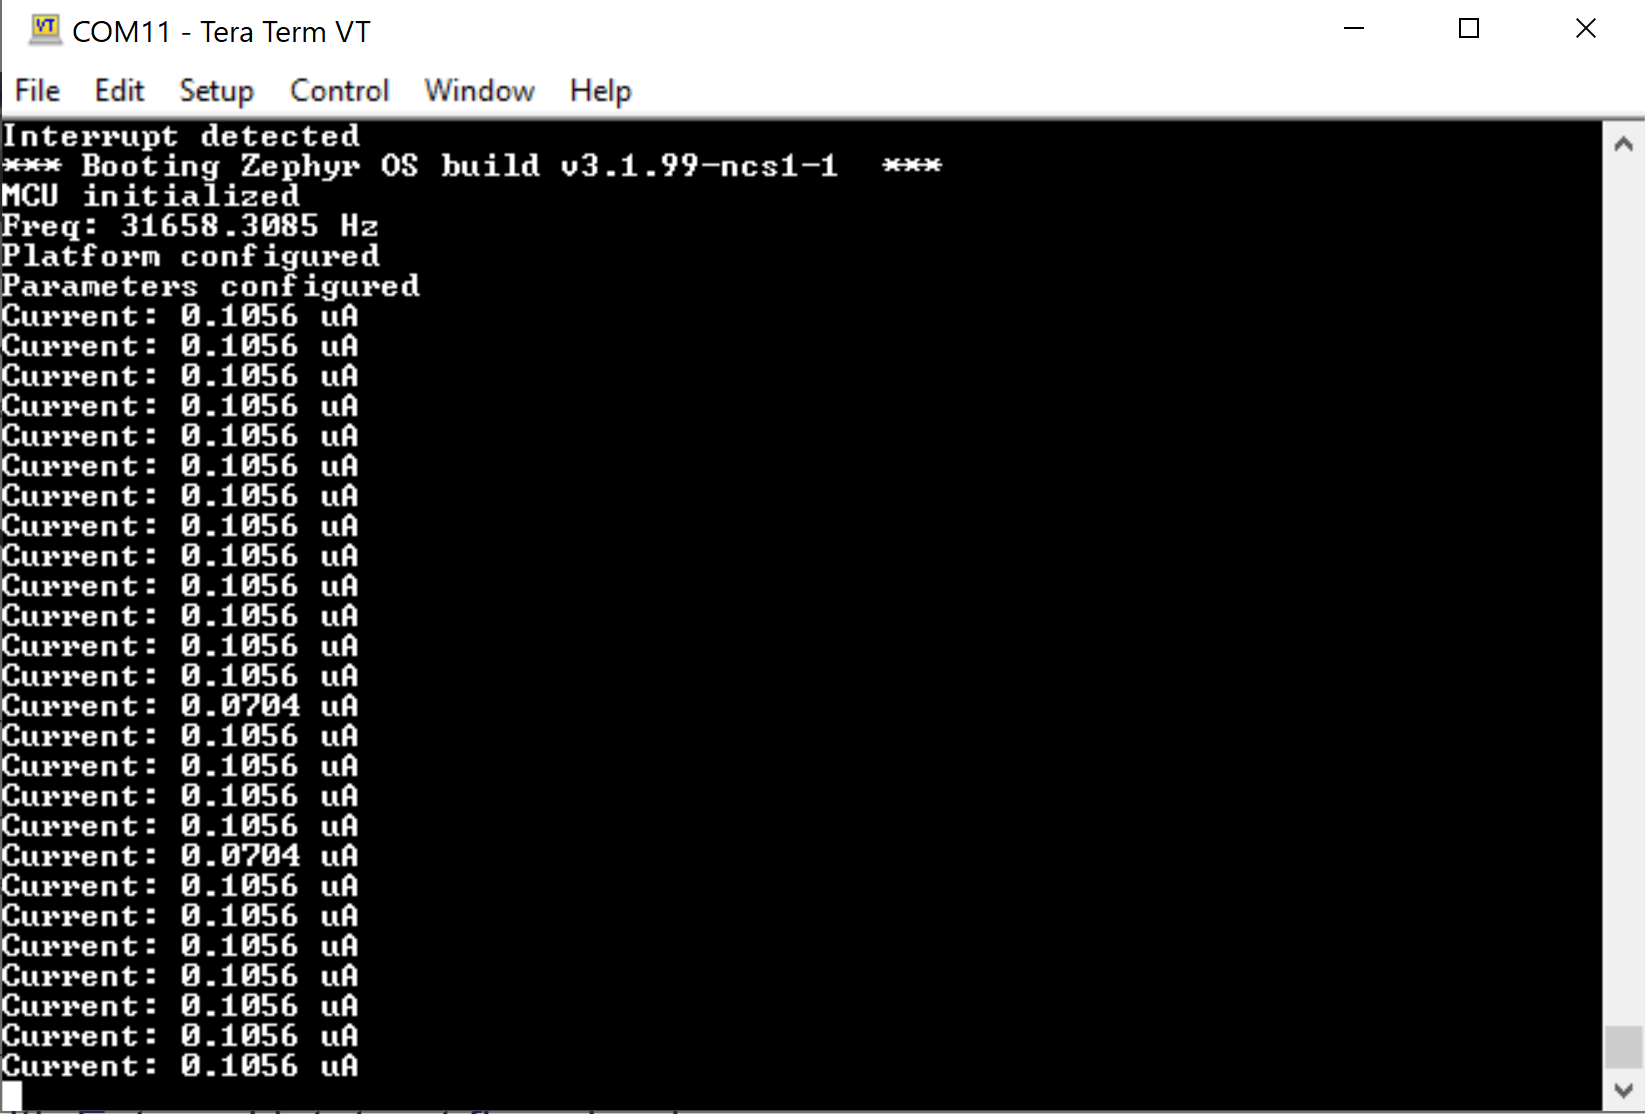 VT COM11 - Tera Term VT
File Edit Setup Control Window Help
Interrupt detected
*** Booting Zephyr OS build v3.1.99-ncs1-1  ***
MCU initialized
Freq: 31658.3085 Hz
Platform configured
Parameters configured
Current: 0.1056 uA
Current: 0.1056 uA
Current: 0.1056 uA
Current: 0.1056 uA
Current: 0.1056 uA
Current: 0.1056 uA
Current: 0.1056 uA
Current: 0.1056 uA
Current: 0.1056 uA
Current: 0.1056 uA
Current: 0.1056 uA
Current: 0.1056 uA
Current: 0.1056 uA
Current: 0.0704 uA
Current: 0.1056 uA
Current: 0.1056 uA
Current: 0.1056 uA
Current: 0.1056 uA
Current: 0.0704 uA
Current: 0.1056 uA
Current: 0.1056 uA
Current: 0.1056 uA
Current: 0.1056 uA
Current: 0.1056 uA
Current: 0.1056 uA
Current: 0.1056 uA